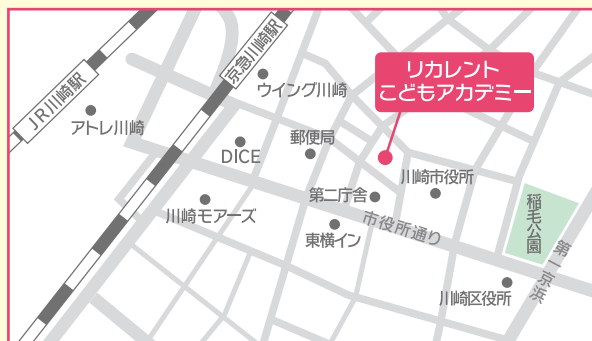 JR川崎駅
京急川崎駅
リカレント
こどもアカデミー
ウイング川崎
アトレ川崎
郵便局
DICE
川崎市役所
第二庁舎
稲毛公園
川崎モアーズ
市役所通り
東横イン
第一京浜
川崎区役所